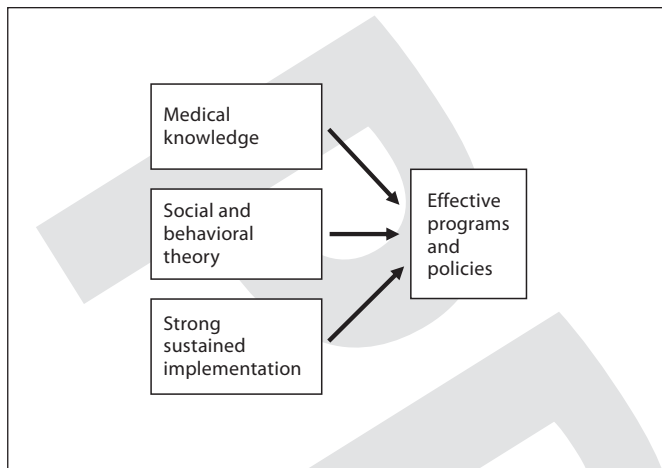 Medical
knowledge
Social and
behavioral
theory
Strong
sustained
implementation
Effective
programs
and
policies